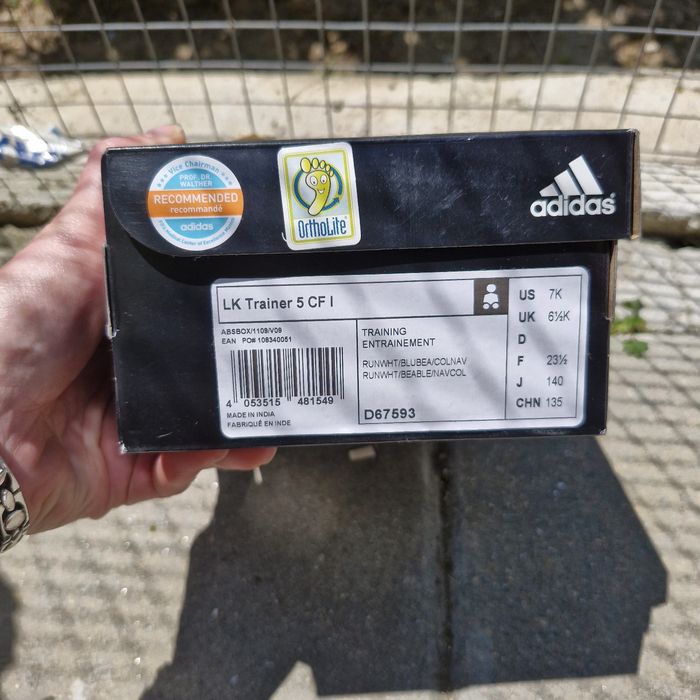 Vice Chairman
PROF. DR.
WALTHER
RECOMMENDED
recommandé
adidas
OrthoLite
adidas
LK Trainer 5 CF I
ABSBOX/1109/V09
EAN PO# 108340051
4 053515 481549
MADE IN INDIA
FABRIQUÉ EN INDE
TRAINING
ENTRAINEMENT
RUNWHT/BLUBEA/COLNAV
RUNWHT/BEABLE/NAVCOL
D67593
US 7K
UK 6½K
D
F 23½
J 140
CHN 135